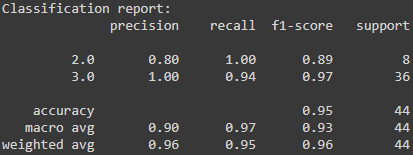 Classification report:
precision recall f1-score support
2.0 0.80 1.00 0.89 8
3.0 1.00 0.94 0.97 36
accuracy 0.95 44
macro avg 0.90 0.97 0.93 44
weighted avg 0.96 0.95 0.96 44